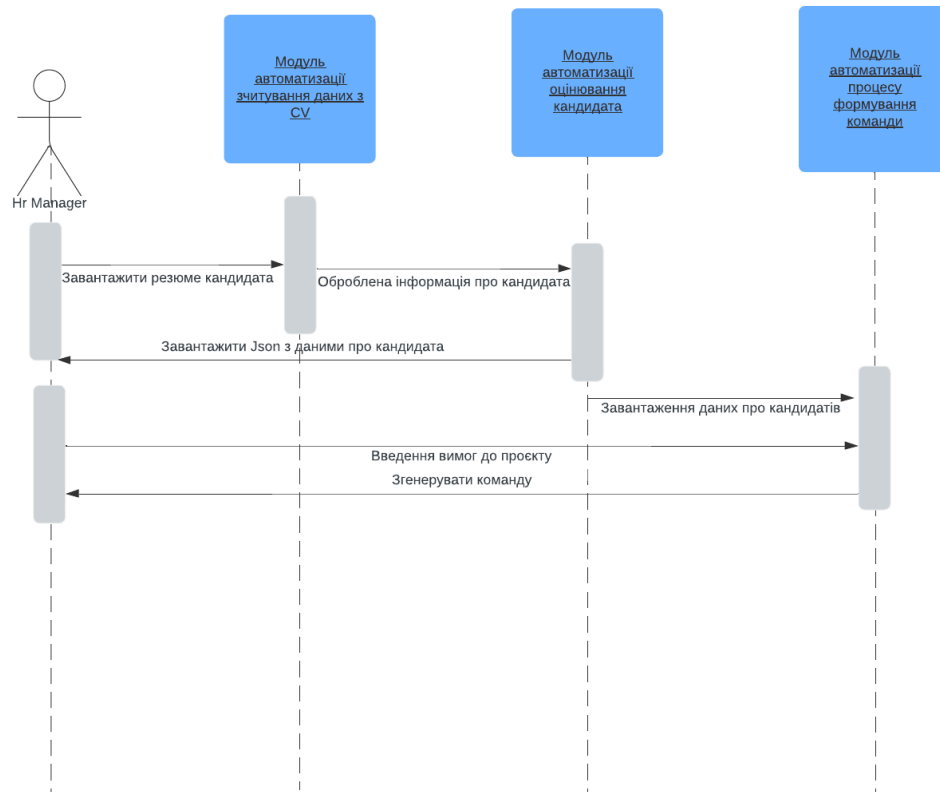 Модуль
автоматизації
зчитування даних з
CV
Модуль
автоматизації
оцінювання
кандидата
Модуль
автоматизації
процесу
формування
команди
Hr Manager
Завантажити резюме кандидата
Оброблена інформація про кандидата
Завантажити Json з даними про кандидата
Завантаження даних про кандидатів
Введення вимог до проєкту
Згенерувати команду